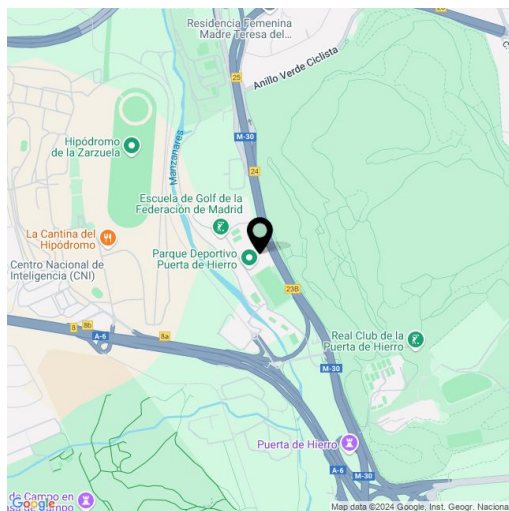 Residencia Femenina
Madre Teresa del...
25
Anillo Verde Ciclista
M-30
Manzanares
Hipódromo
de la Zarzuela
24
Escuela de Golf de la
Federación de Madrid
La Cantina del
Hipódromo
Parque Deportivo
Puerta de Hierro
Centro Nacional de
Inteligencia (CNI)
23B
8
8b
8a
A-6
Real Club de la
Puerta de Hierro
M-30
Puerta de Hierro
A-6
M-30
de Campo en
Google
Map data ©2024 Google, Inst. Geogr. Naciona